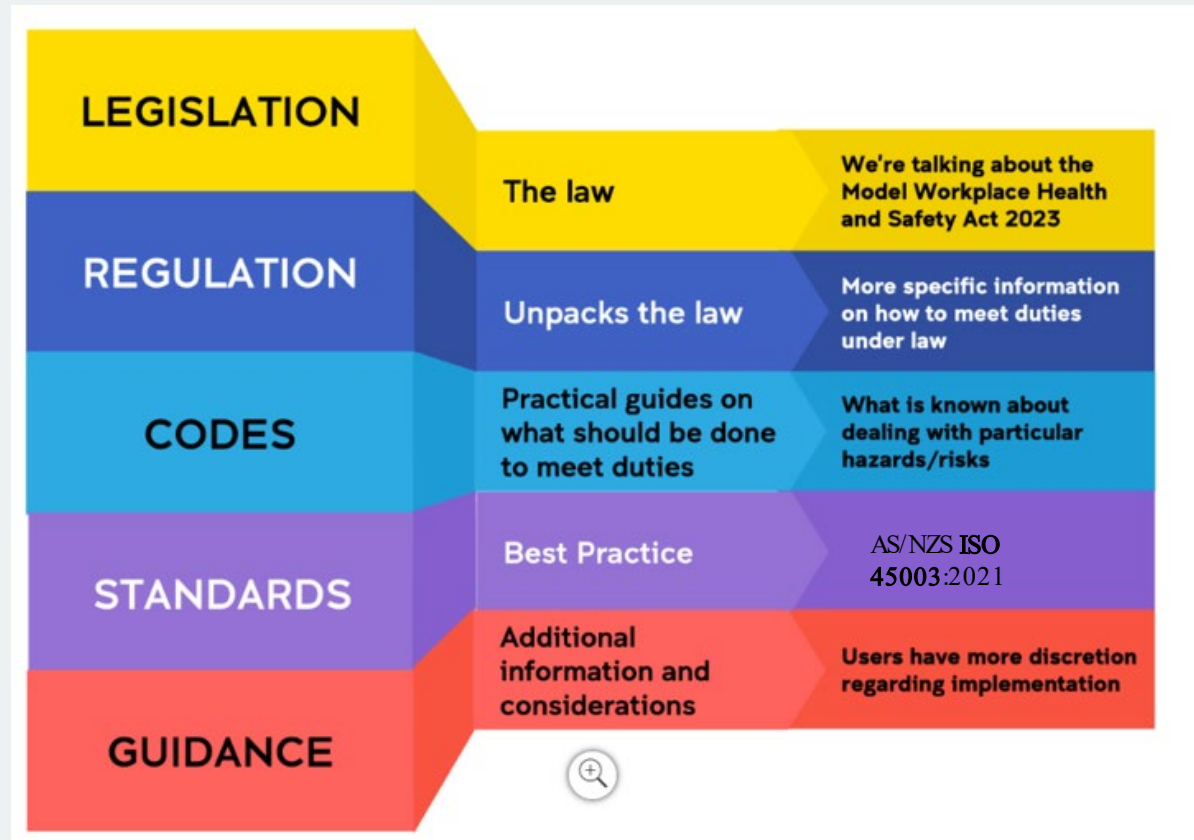 LEGISLATION
The law
We're talking about the
Model Workplace Health
and Safety Act 2023
REGULATION
Unpacks the law
More specific information
on how to meet duties
under law
CODES
Practical guides on
what should be done
to meet duties
What is known about
dealing with particular
hazards/risks
STANDARDS
Best Practice
AS/NZS ISO
45003:2021
GUIDANCE
Additional
information and
considerations
Users have more discretion
regarding implementation